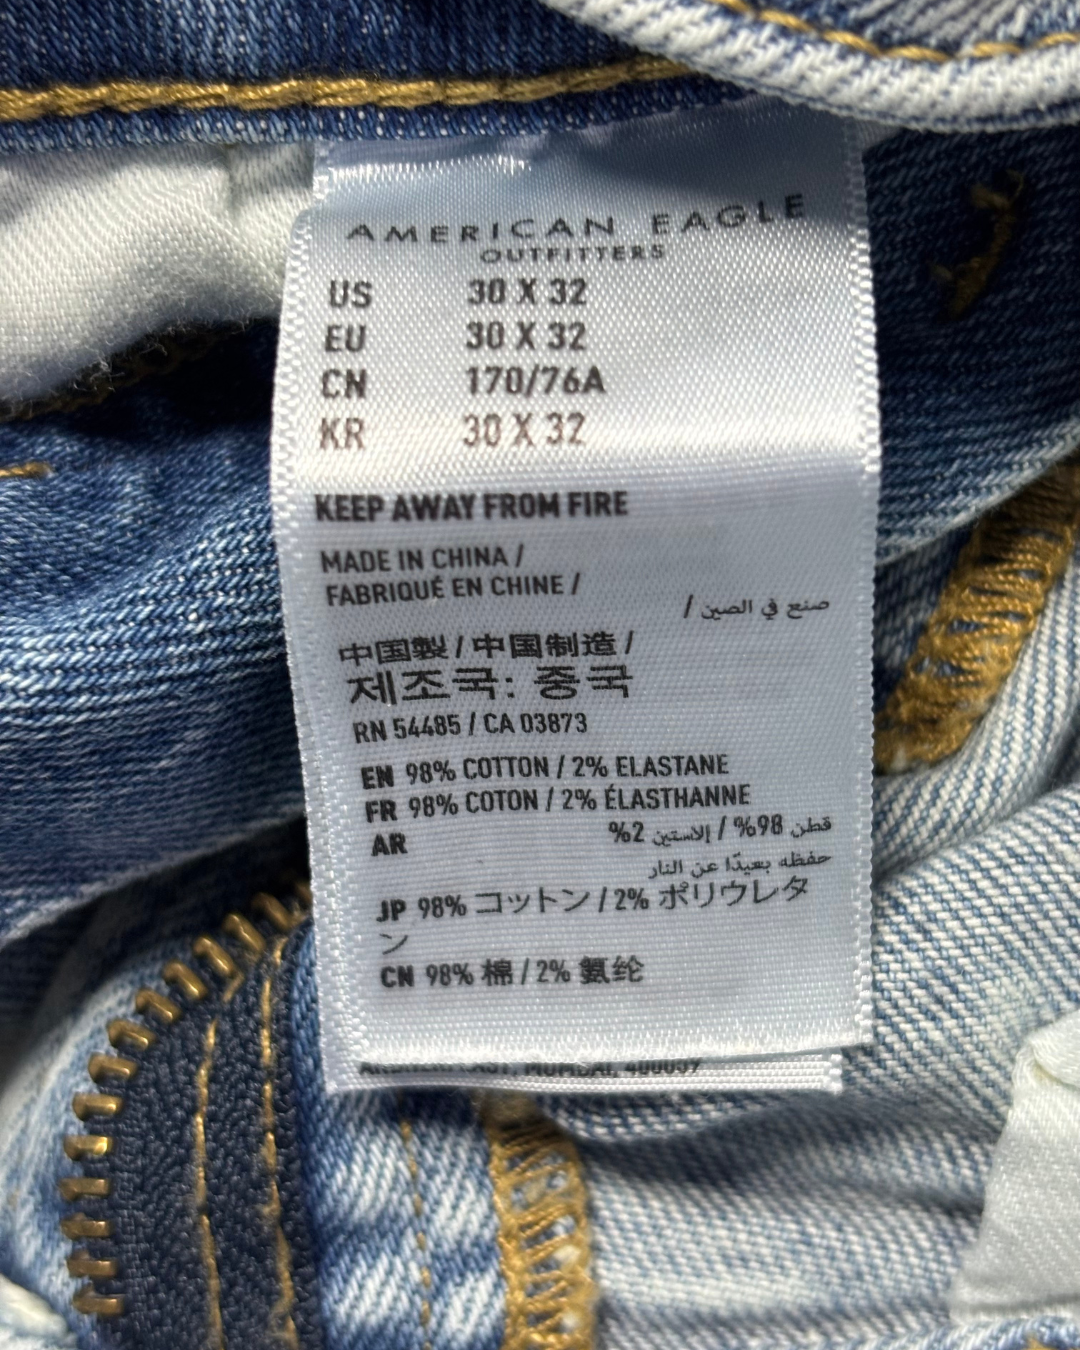 AMERICAN EAGLE
OUTFITTERS
US 30 X 32
EU 30 X 32
CN 170/76A
KR 30 X 32
KEEP AWAY FROM FIRE
MADE IN CHINA /
FABRIQUÉ EN CHINE /
صنع في الصين /
中国製 / 中国制造 /
제조국: 중국
RN 54485 / CA 03873
EN 98% COTTON / 2% ELASTANE
FR 98% COTON / 2% ÉLASTHANNE
AR قطن 98% / إلاستين 2%
حفظه بعيدًا عن النار
JP 98% コットン / 2% ポリウレタ
ン
CN 98% 棉 / 2% 氨纶
MUMBAI, 400057